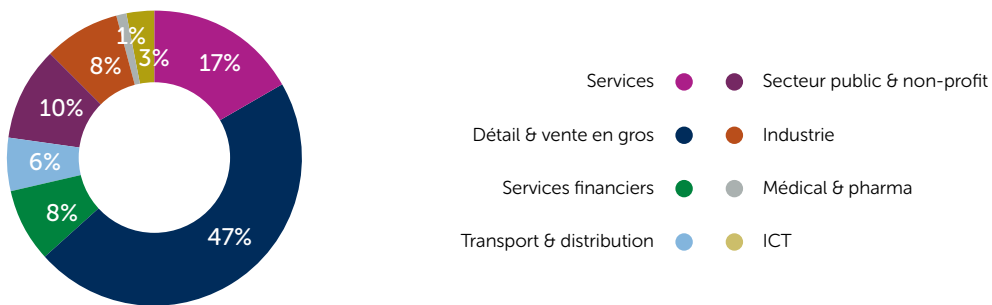 1%
3%
17%
8%
10%
6%
8%
47%
Services
Secteur public & non-profit
Détail & vente en gros
Industrie
Services financiers
Médical & pharma
Transport & distribution
ICT